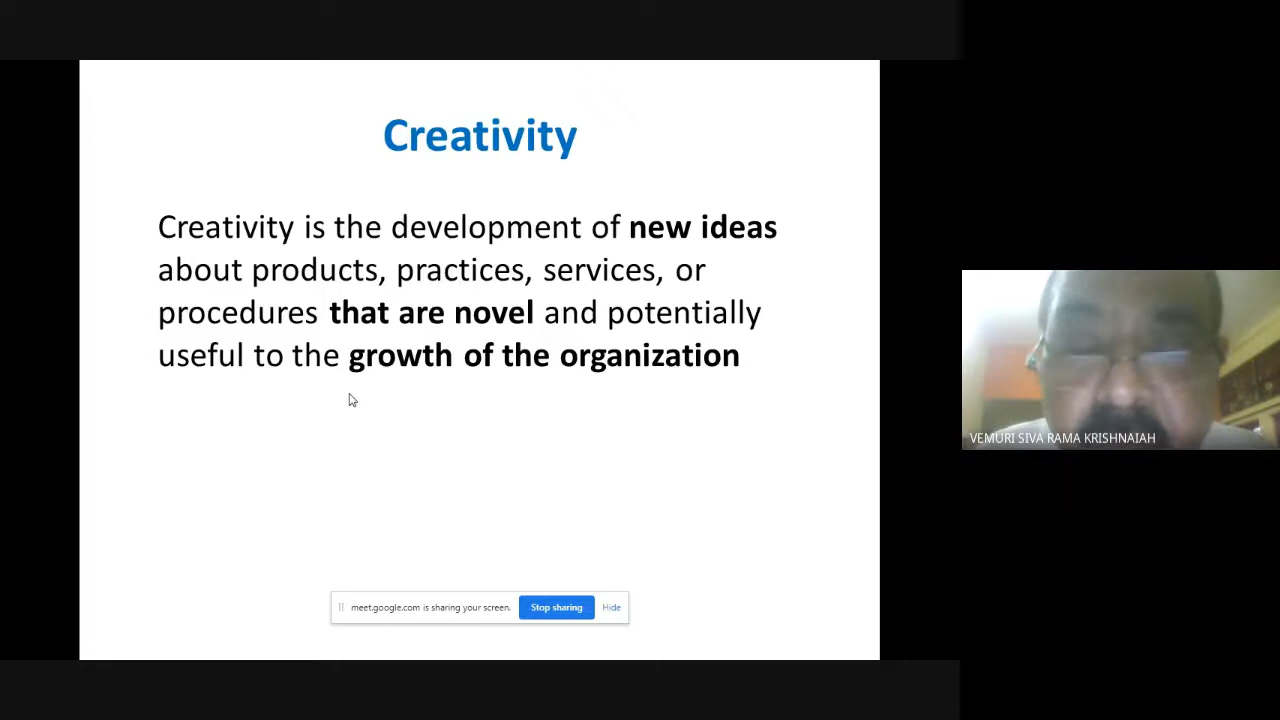 Creativity
Creativity is the development of new ideas
about products, practices, services, or
procedures that are novel and potentially
useful to the growth of the organization
VEMURI SIVA RAMA KRISHNAIAH
meet.google.com is sharing your screen. Stop sharing Hide